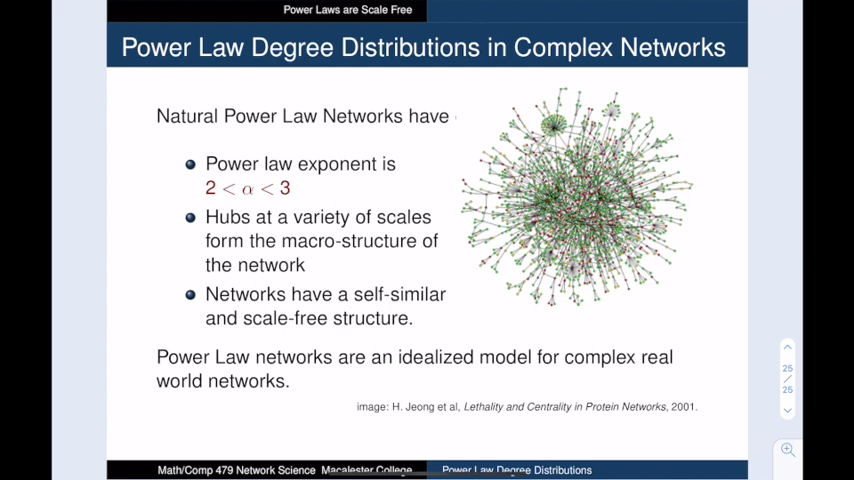 Power Laws are Scale Free
Power Law Degree Distributions in Complex Networks
Natural Power Law Networks have
Power law exponent is
2 < α < 3
Hubs at a variety of scales
form the macro-structure of
the network
Networks have a self-similar
and scale-free structure.
Power Law networks are an idealized model for complex real
world networks.
image: H. Jeong et al, Lethality and Centrality in Protein Networks, 2001.
25
/
25
Math/Comp 479 Network Science Macalester College
Power Law Degree Distributions